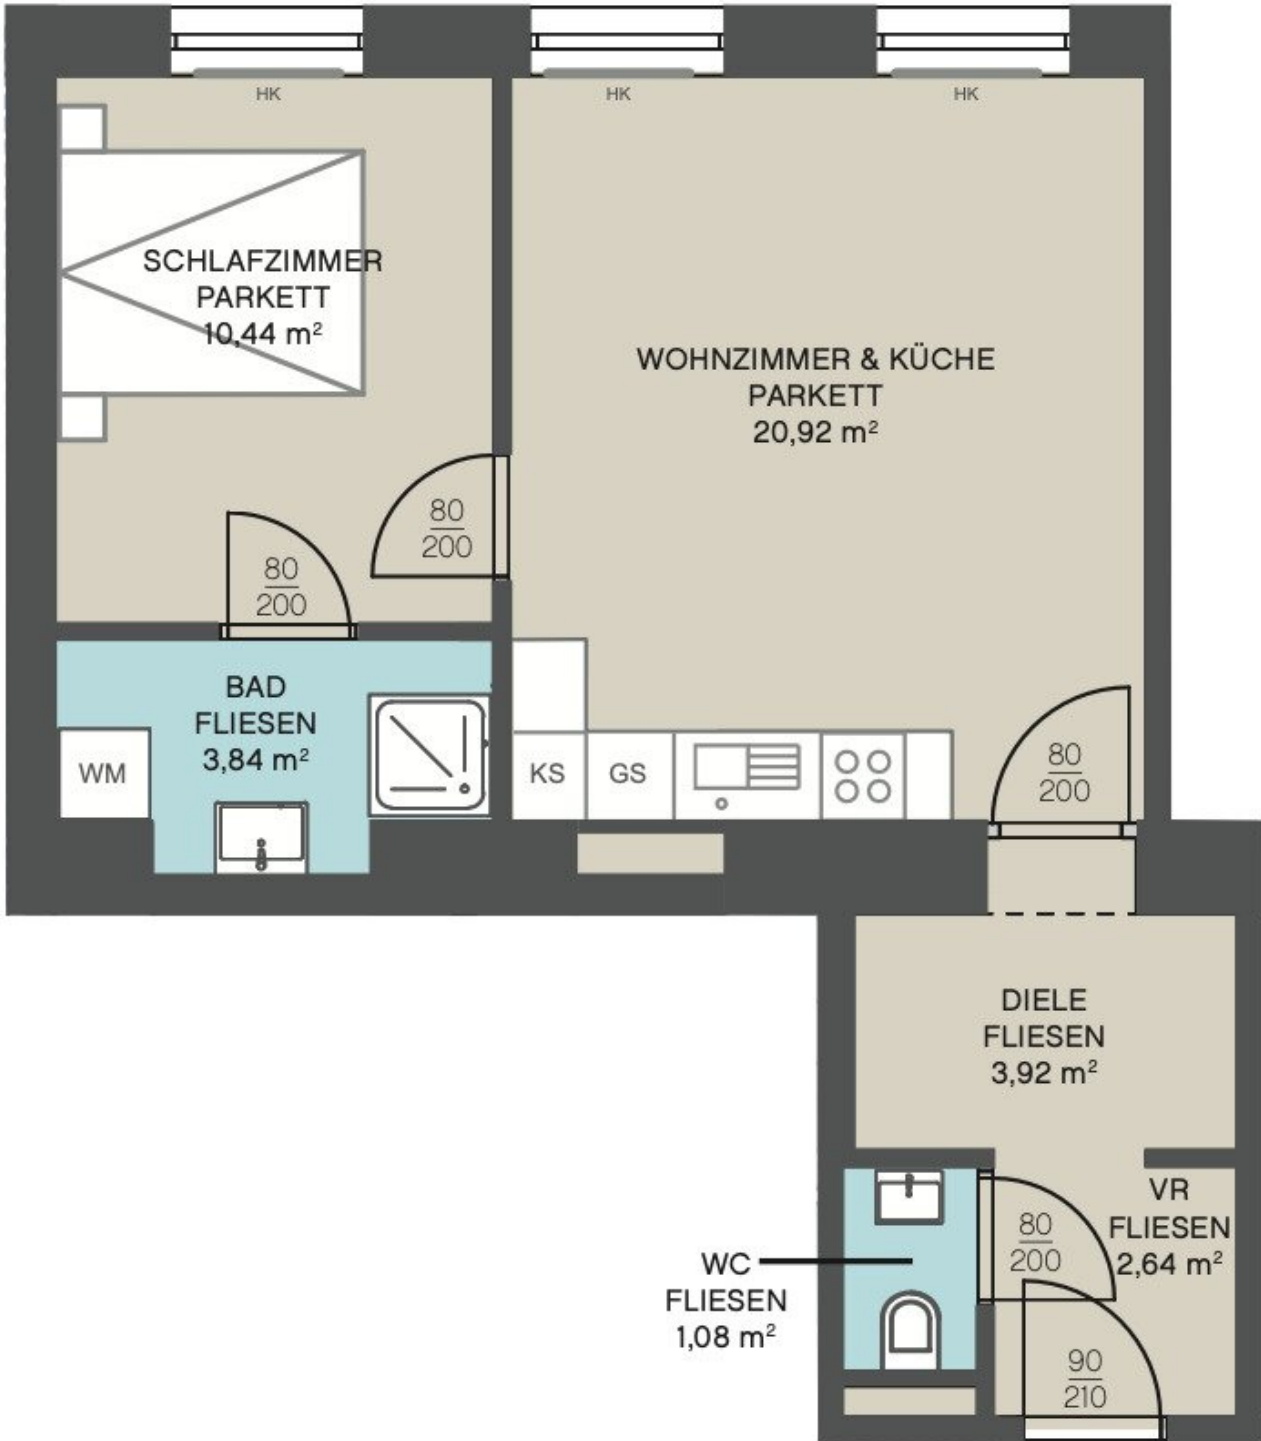 HK
HK
HK
SCHLAFZIMMER
PARKETT
10,44 m²
WOHNZIMMER & KÜCHE
PARKETT
20,92 m²
80
200
80
200
BAD
FLIESEN
3,84 m²
WM
KS
GS
80
200
DIELE
FLIESEN
3,92 m²
VR
FLIESEN
2,64 m²
80
200
WC
FLIESEN
1,08 m²
90
210